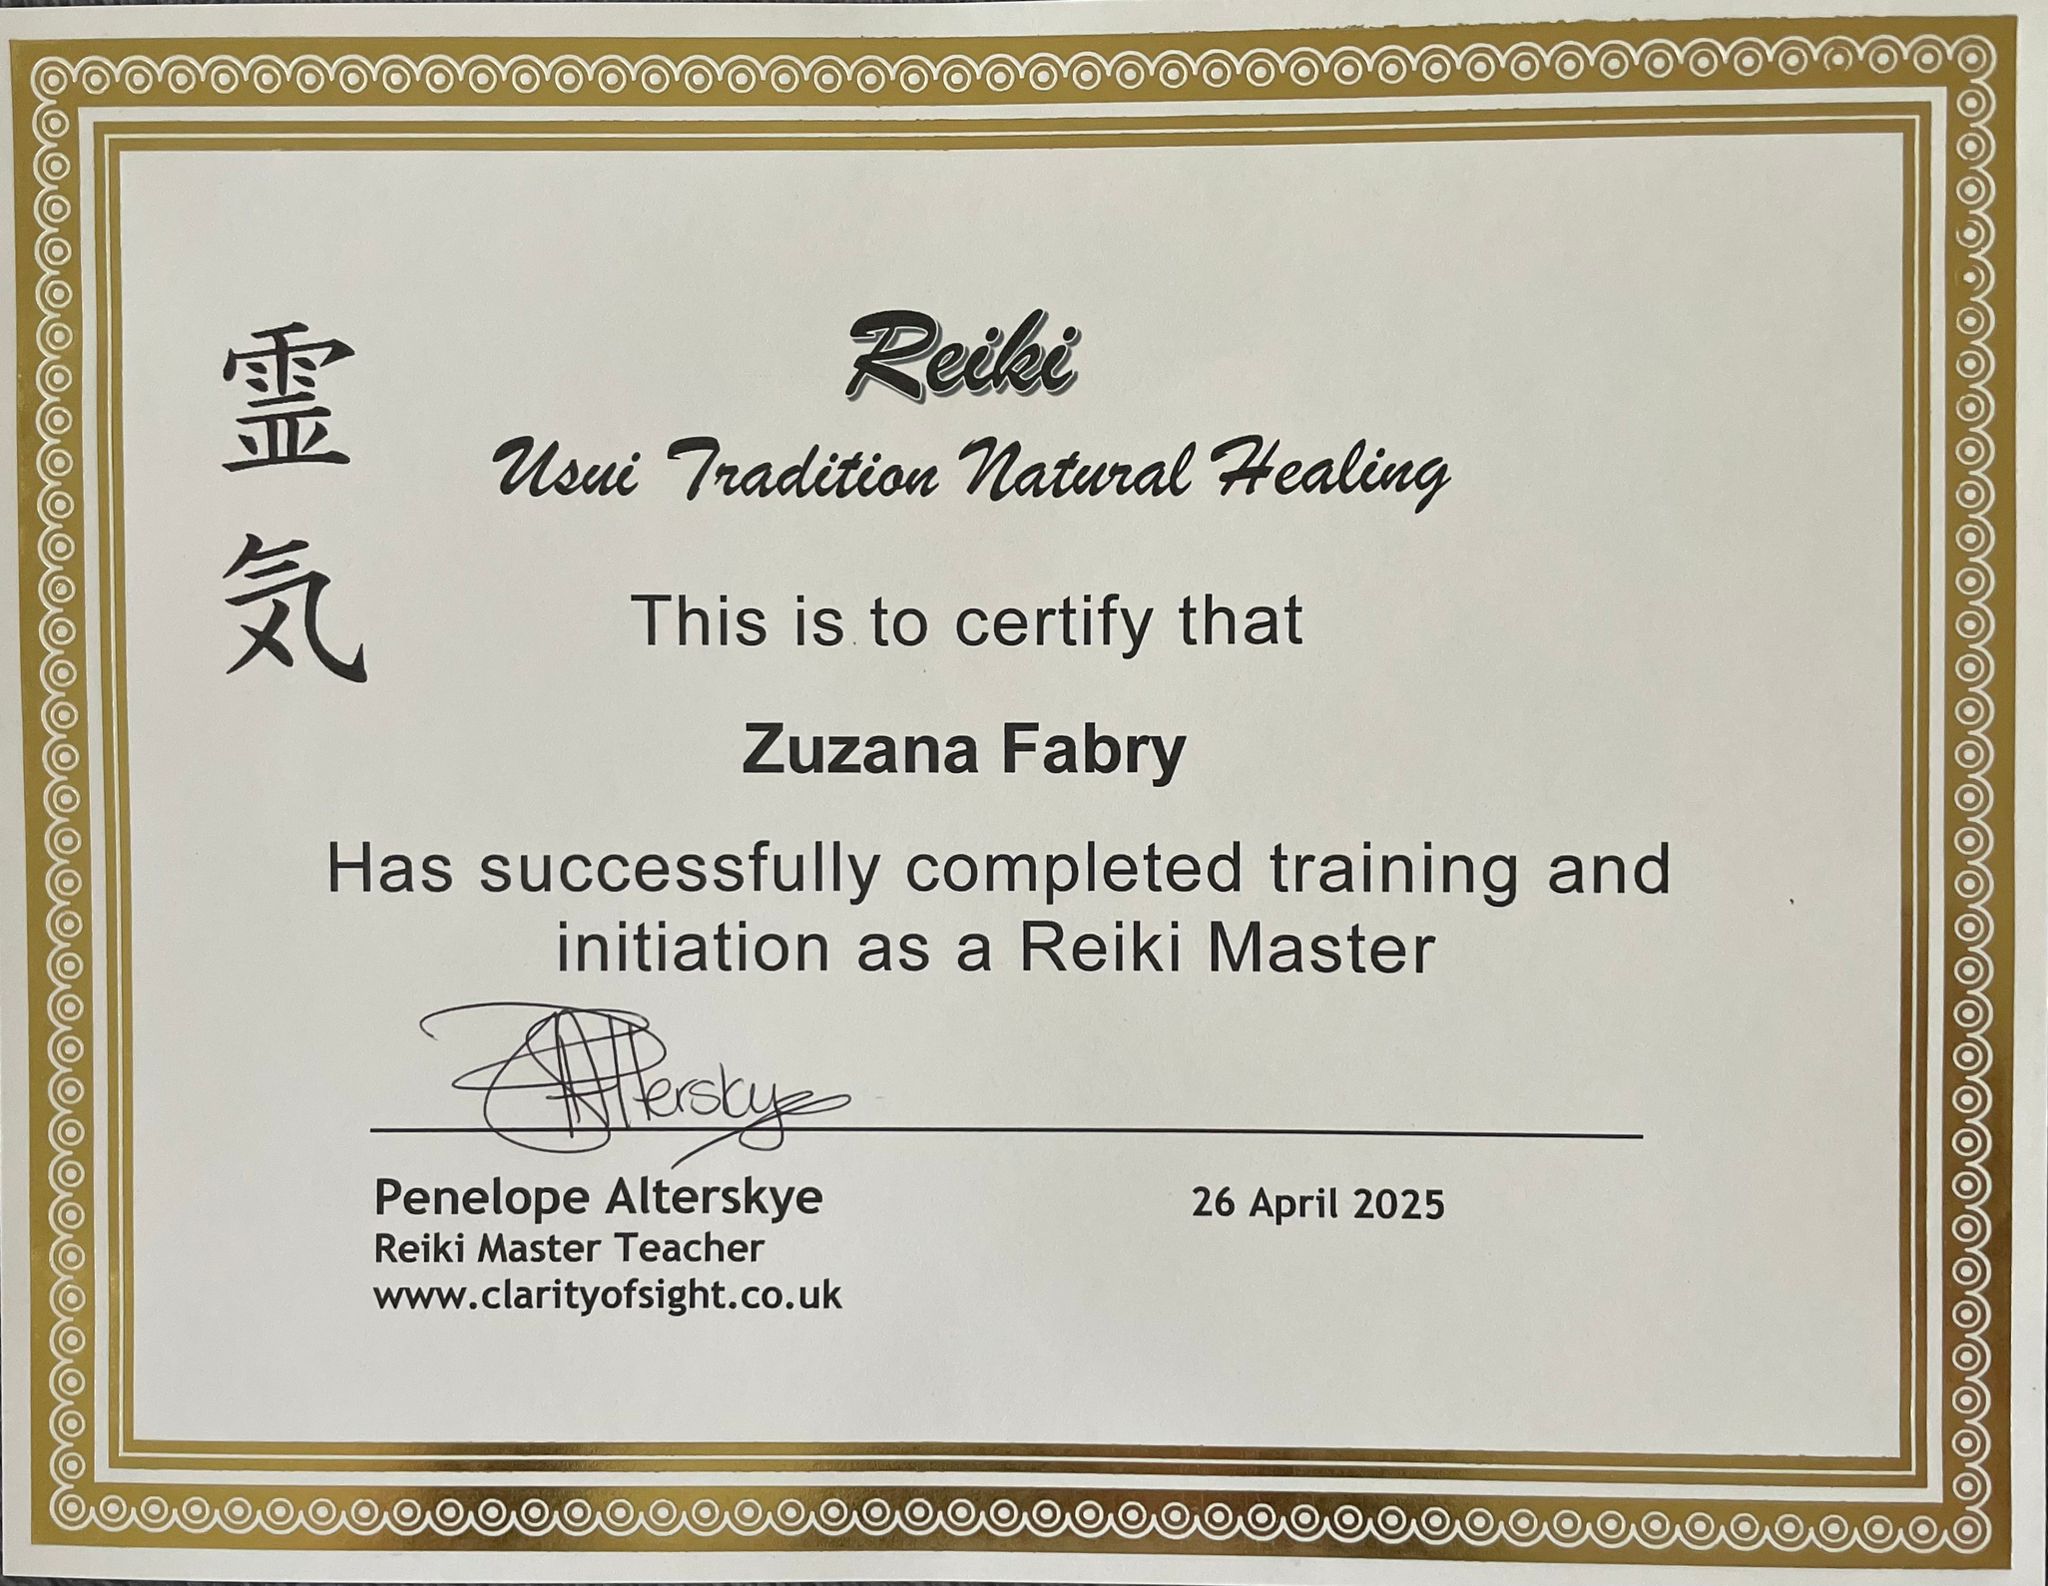 霊気
Reiki
Usui Tradition Natural Healing
This is to certify that
Zuzana Fabry
Has successfully completed training and
initiation as a Reiki Master
Alterskye
Penelope Alterskye
26 April 2025
Reiki Master Teacher
www.clarityofsight.co.uk